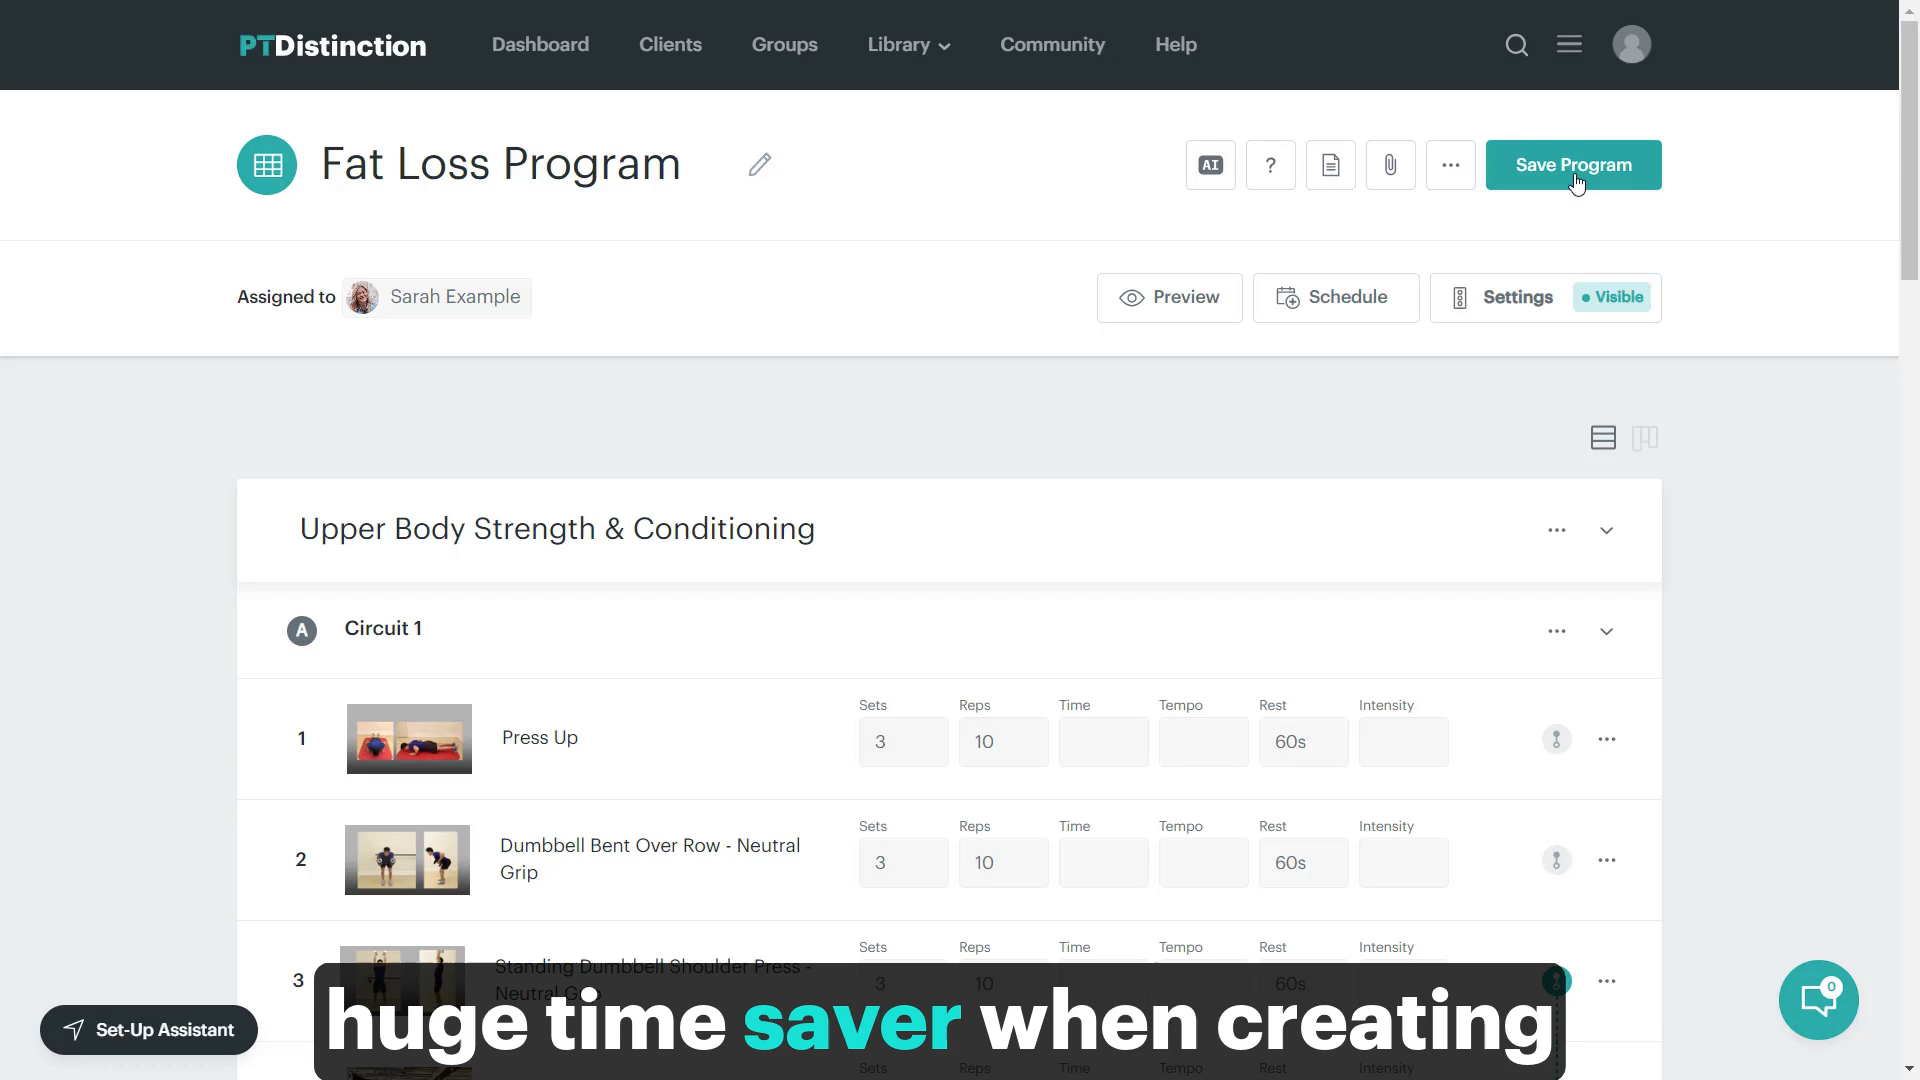 PTDistinction
Dashboard
Clients
Groups
Library
Community
Help
Fat Loss Program
AI
?
Save Program
Assigned to
Sarah Example
Preview
Schedule
Settings
Visible
Upper Body Strength & Conditioning
A
Circuit 1
Sets
Reps
Time
Tempo
Rest
Intensity
1
Press Up
3
10
60s
Sets
Reps
Time
Tempo
Rest
Intensity
2
Dumbbell Bent Over Row - Neutral
Grip
3
10
60s
Sets
Reps
Time
Tempo
Rest
Intensity
3
Standing Dumbbell Shoulder Press -
Neutral Grip
3
10
60s
0
Set-Up Assistant
huge time saver when creating
Sets
Reps
Time
Tempo
Rest
Intensity